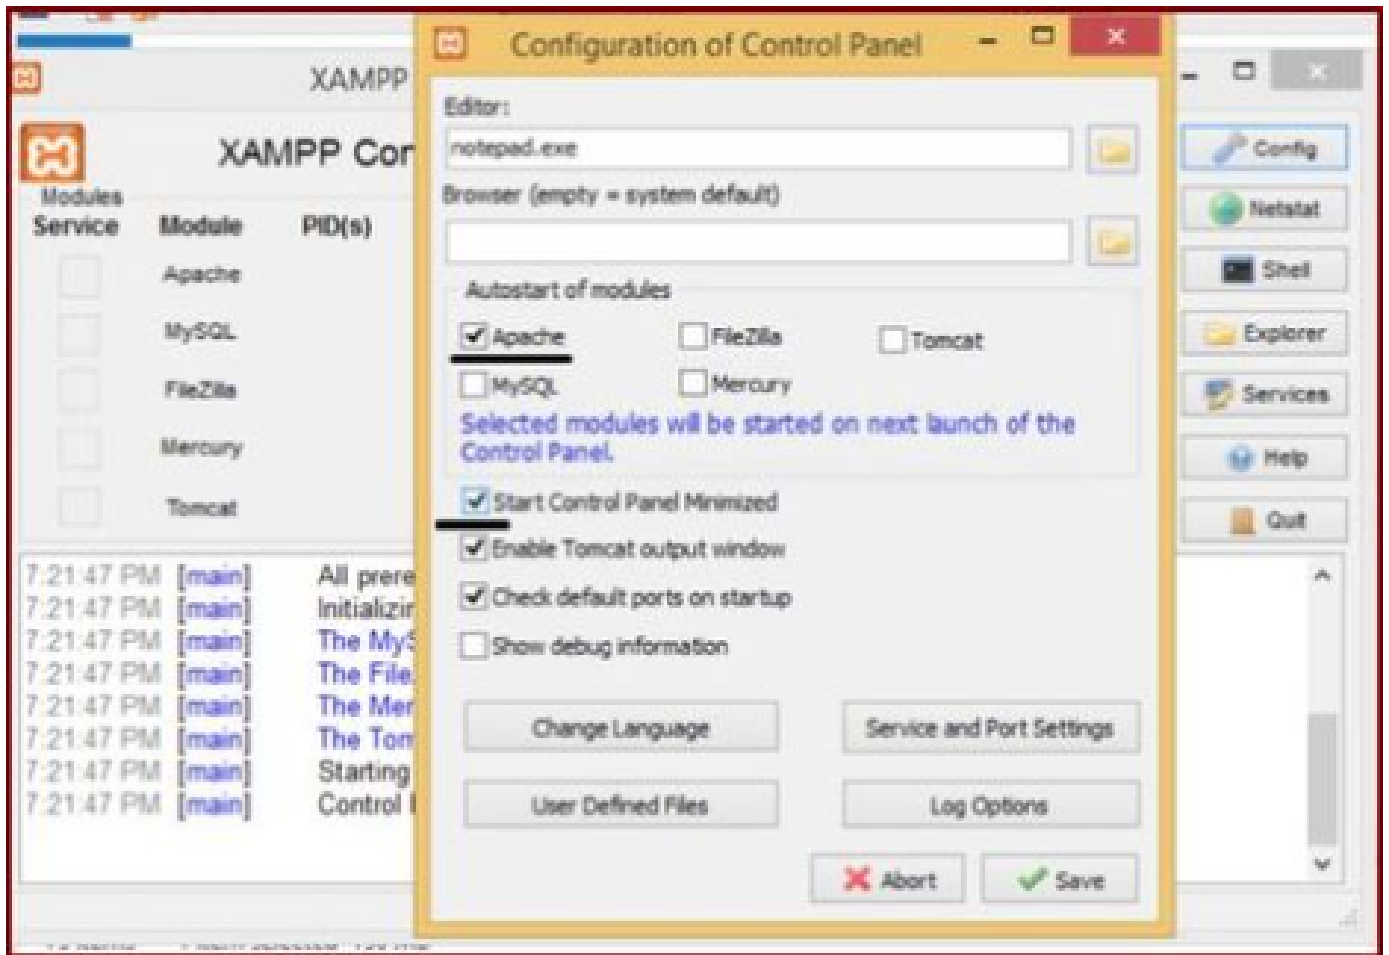 Configuration of Control Panel
XAMPP
XAMPP Con
Modules
Service Module PID(s)
Apache
MySQL
FileZilla
Mercury
Tomcat
Editor:
notepad.exe
Browser (empty = system default)
Autostart of modules
Apache FileZilla Tomcat
MySQL Mercury
Selected modules will be started on next launch of the
Control Panel.
Start Control Panel Minimized
Enable Tomcat output window
Check default ports on startup
Show debug information
Change Language Service and Port Settings
User Defined Files Log Options
Abort Save
Config
Netstat
Shell
Explorer
Services
Help
Quit
7:21:47 PM [main] All prere
7:21:47 PM [main] Initializin
7:21:47 PM [main] The MyS
7:21:47 PM [main] The File
7:21:47 PM [main] The Mer
7:21:47 PM [main] The Tom
7:21:47 PM [main] Starting
7:21:47 PM [main] Control